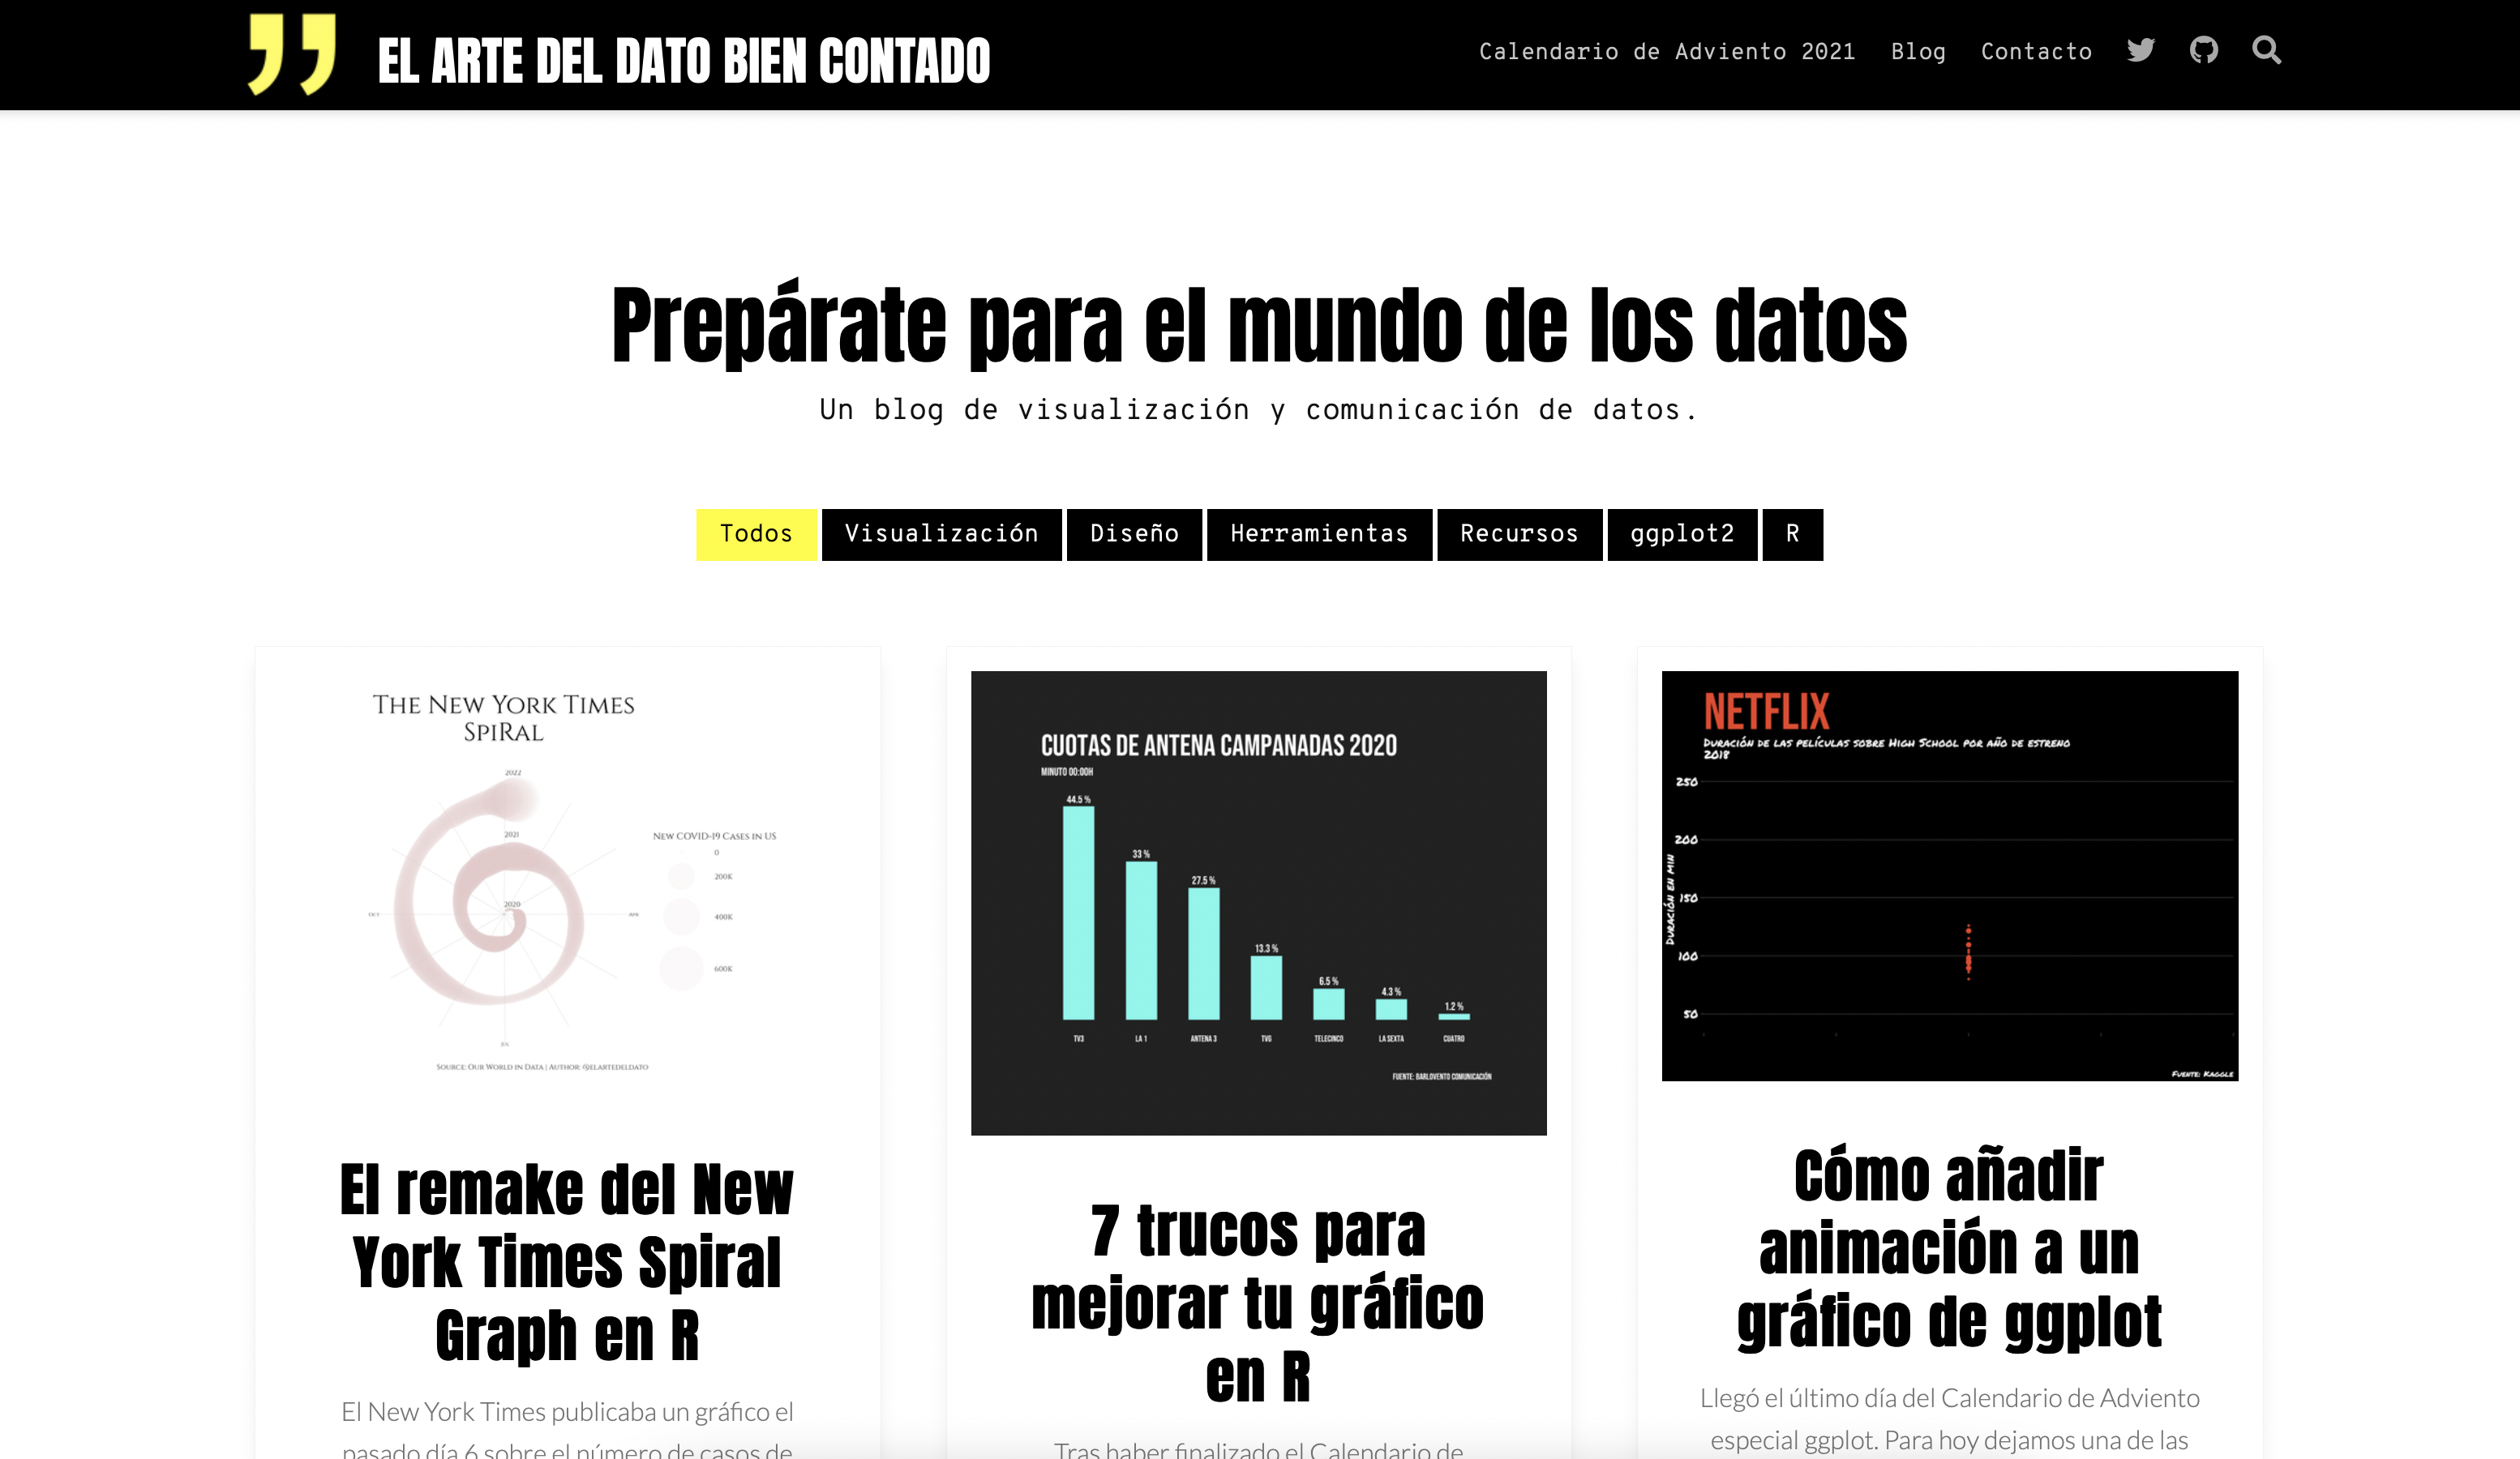 EL ARTE DEL DATO BIEN CONTADO
Calendario de Adviento 2021 Blog Contacto
Prepárate para el mundo de los datos
Un blog de visualización y comunicación de datos.
Todos Visualización Diseño Herramientas Recursos ggplot2 R
THE NEW YORK TIMES
SPIRAL
2022
2021
2020
OCT
APR
JUL
NEW COVID-19 CASES IN US
0
200K
400K
600K
SOURCE: OUR WORLD IN DATA | AUTHOR: @ELARTEDELDATO
El remake del New
York Times Spiral
Graph en R
El New York Times publicaba un gráfico el
pasado día 6 sobre el número de casos de
CUOTAS DE ANTENA CAMPANADAS 2020
MINUTO 00:00H
44.5 %
33 %
27.5 %
13.3 %
6.5 %
4.3 %
1.2 %
TV3 LA 1 ANTENA 3 TVG TELECINCO LA SEXTA CUATRO
FUENTE: BARLOVENTO COMUNICACIÓN
7 trucos para
mejorar tu gráfico
en R
Tras haber finalizado el Calendario de
NETFLIX
DURACIÓN DE LAS PELÍCULAS SOBRE HIGH SCHOOL POR AÑO DE ESTRENO
2018
DURACIÓN EN MIN
250
200
150
100
50
FUENTE: KAGGLE
Cómo añadir
animación a un
gráfico de ggplot
Llegó el último día del Calendario de Adviento
especial ggplot. Para hoy dejamos una de las